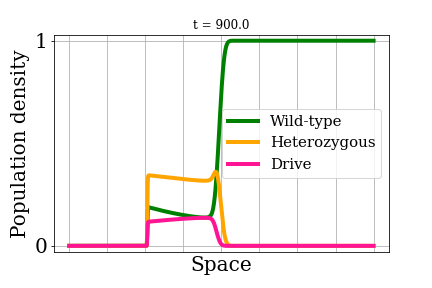 t = 900.0
1
Population density
Wild-type
Heterozygous
Drive
0
Space